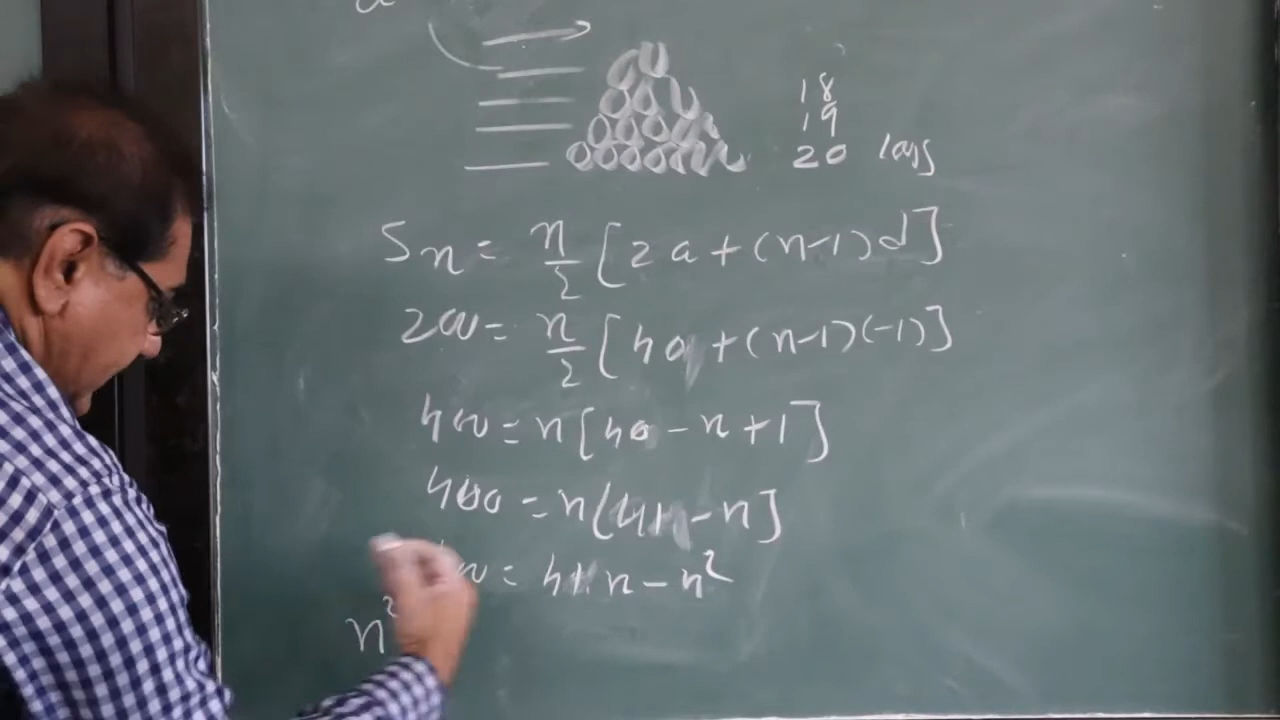 a
18
19
20 logs
Sn = n/2 [2a + (n-1)d]
200 = n/2 [40 + (n-1)(-1)]
400 = n[40 - n + 1]
400 = n[41 - n]
400 = 41n - n²
n²